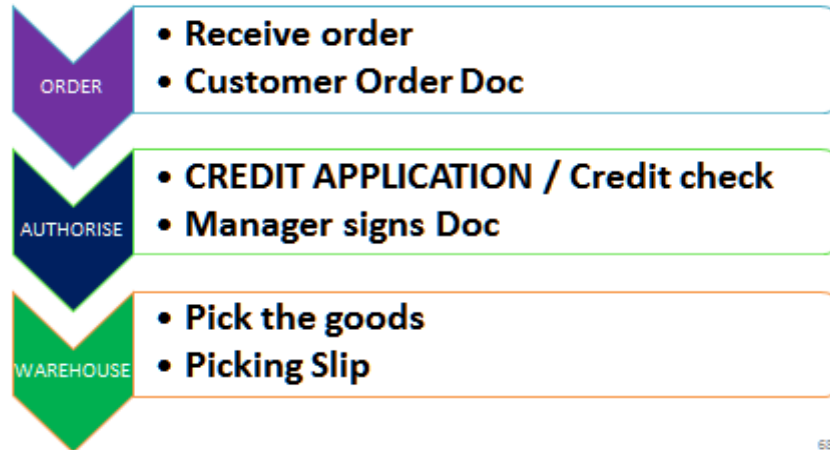 ORDER
• Receive order
• Customer Order Doc
AUTHORISE
• CREDIT APPLICATION / Credit check
• Manager signs Doc
WAREHOUSE
• Pick the goods
• Picking Slip